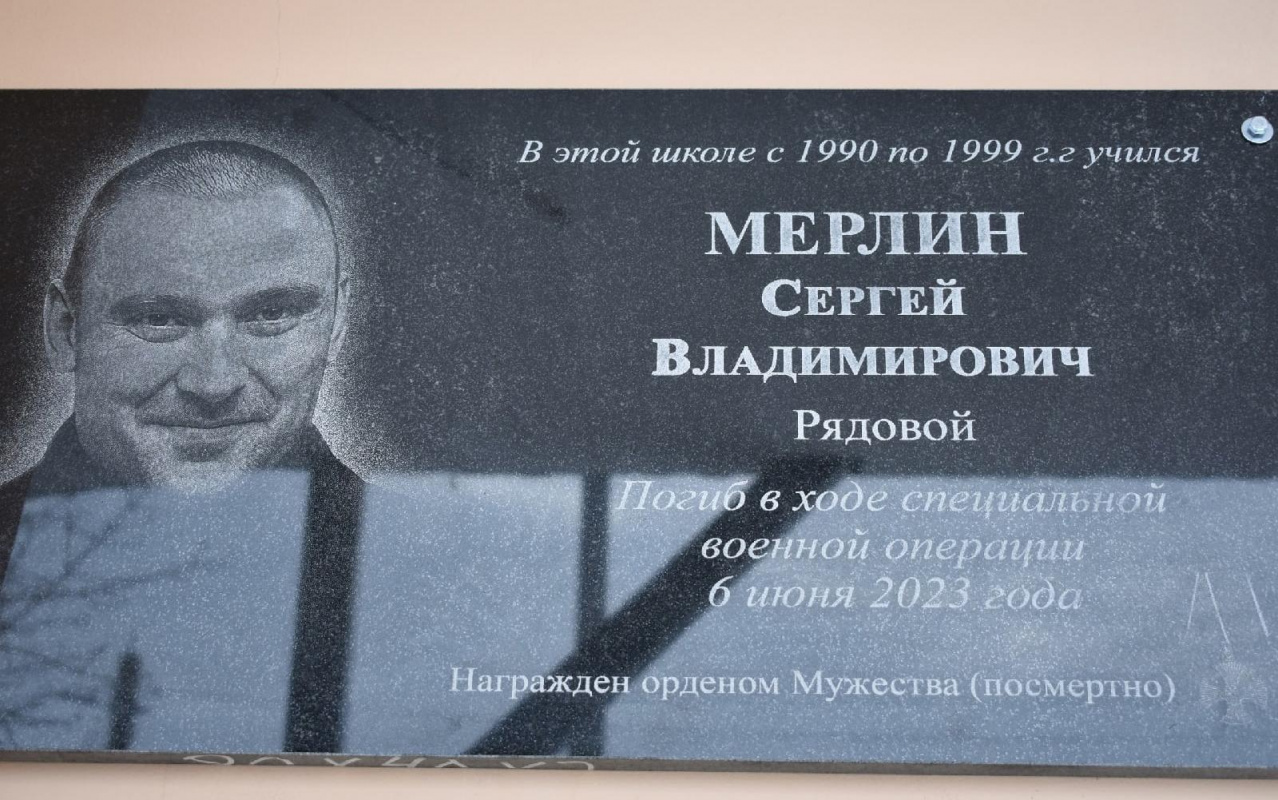 В этой школе с 1990 по 1999 г.г учился
МЕРЛИН
СЕРГЕЙ
ВЛАДИМИРОВИЧ
Рядовой
Погиб в ходе специальной
военной операции
6 июня 2023 года
Награжден орденом Мужества (посмертно)